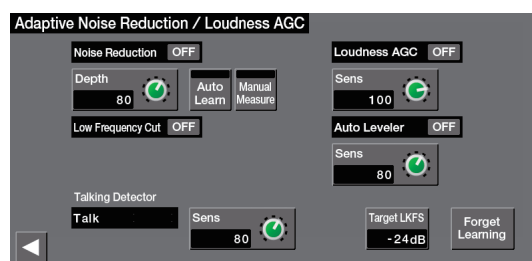 Adaptive Noise Reduction / Loudness AGC
Noise Reduction OFF
Loudness AGC OFF
Depth
80
Auto Learn
Manual Measure
Sens
100
Low Frequency Cut OFF
Auto Leveler OFF
Sens
80
Talking Detector
Talk
Sens
80
Target LKFS
-24dB
Forget Learning